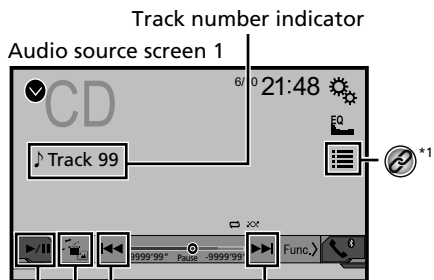 Track number indicator
Audio source screen 1
CD
6/ 0 21:48
EQ
Track 99
*1
9999'99" Pause -9999'99"
Func.